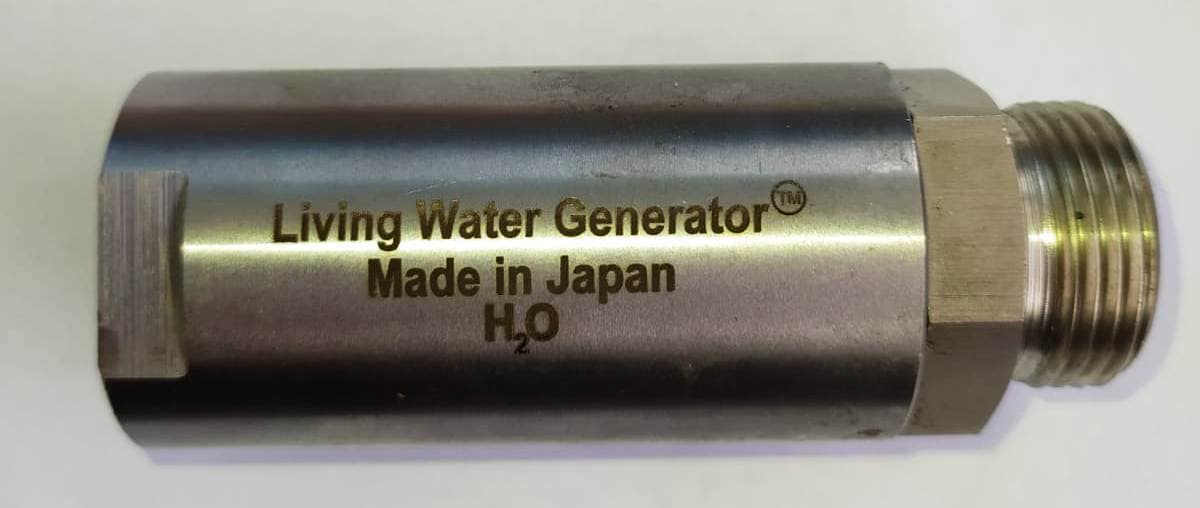 Living Water Generator™
Made in Japan
H₂O